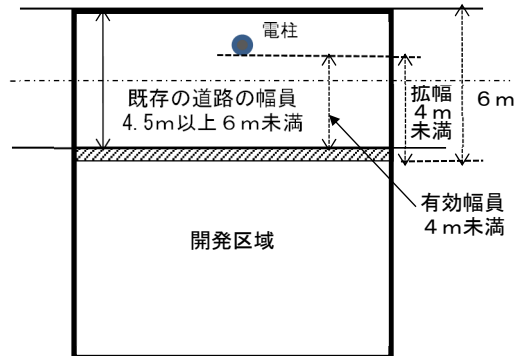 電柱
既存の道路の幅員
4.5ｍ以上６ｍ未満
拡幅
４ｍ
未満
６ｍ
有効幅員
４ｍ未満
開発区域